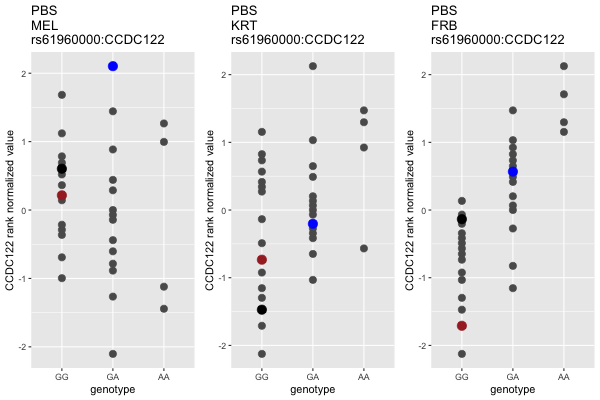 PBS
MEL
rs61960000:CCDC122
CCDC122 rank normalized value
2
1
0
-1
-2
GG
GA
AA
genotype
PBS
KRT
rs61960000:CCDC122
CCDC122 rank normalized value
2
1
0
-1
-2
GG
GA
AA
genotype
PBS
FRB
rs61960000:CCDC122
CCDC122 rank normalized value
2
1
0
-1
-2
GG
GA
AA
genotype